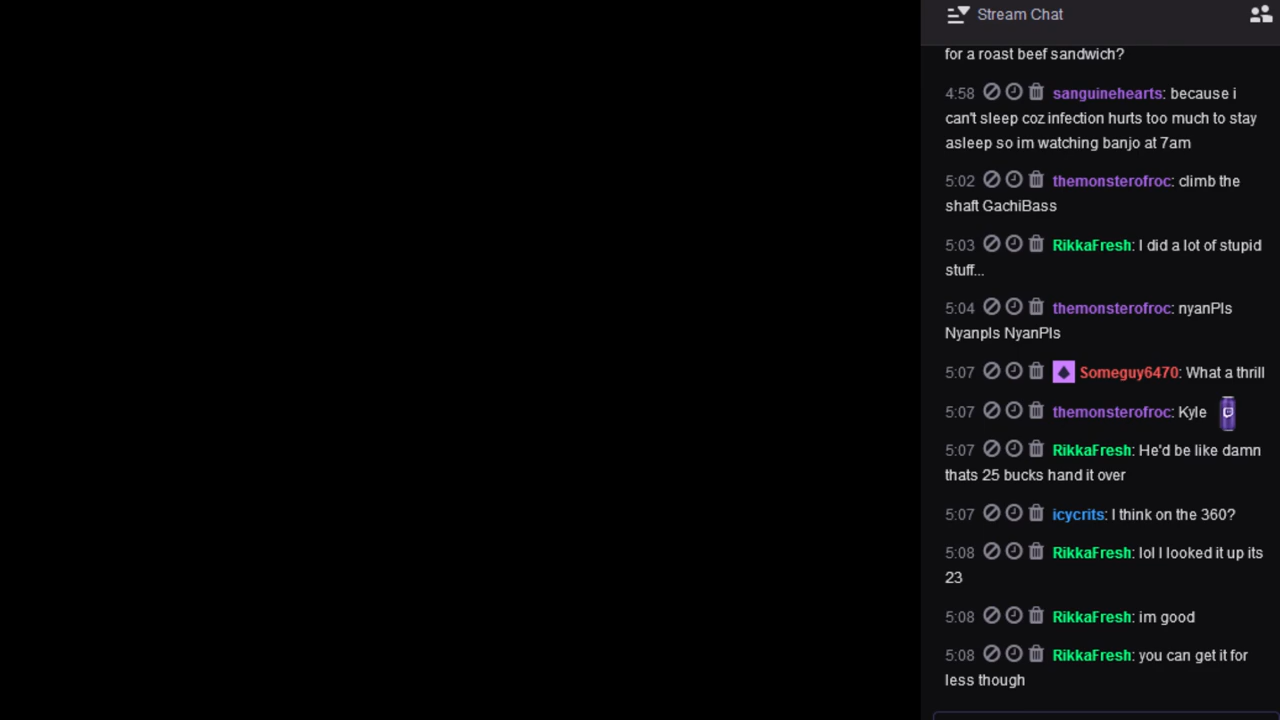 Stream Chat
for a roast beef sandwich?
4:58 sanguinehearts: because i
can't sleep coz infection hurts too much to stay
asleep so im watching banjo at 7am
5:02 themonsterofroc: climb the
shaft GachiBass
5:03 RikkaFresh: I did a lot of stupid
stuff...
5:04 themonsterofroc: nyanPls
Nyanpls NyanPls
5:07 Someguy6470: What a thrill
5:07 themonsterofroc: Kyle
5:07 RikkaFresh: He'd be like damn
thats 25 bucks hand it over
5:07 icycrits: I think on the 360?
5:08 RikkaFresh: lol I looked it up its
23
5:08 RikkaFresh: im good
5:08 RikkaFresh: you can get it for
less though